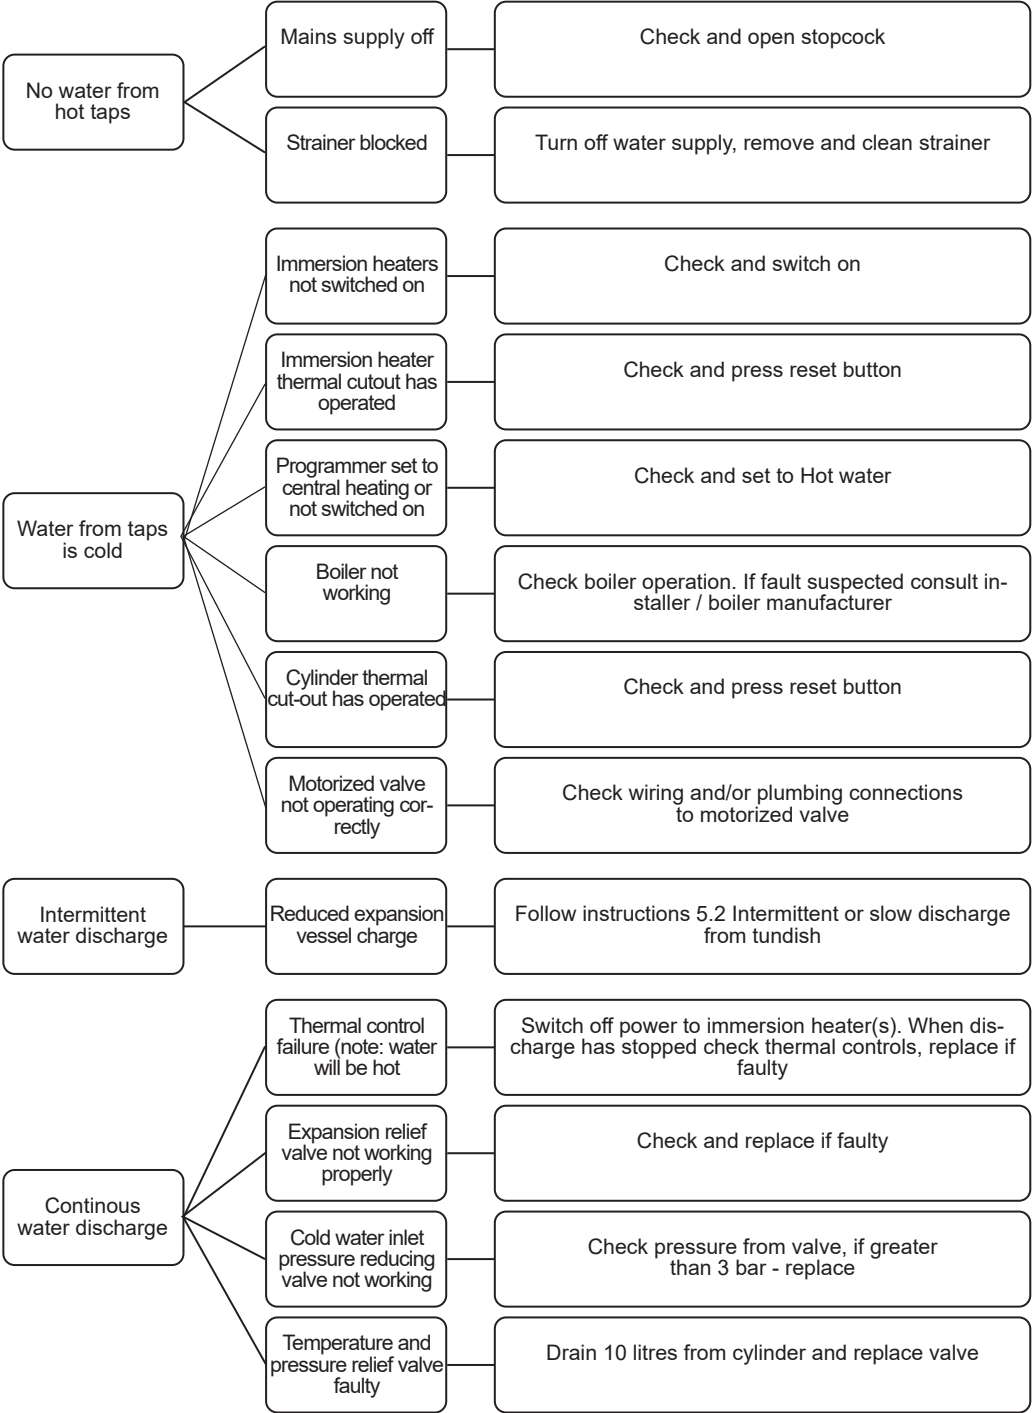 No water from
hot taps
Mains supply off
Check and open stopcock
Strainer blocked
Turn off water supply, remove and clean strainer
Water from taps
is cold
Immersion heaters
not switched on
Check and switch on
Immersion heater
thermal cutout has
operated
Check and press reset button
Programmer set to
central heating or
not switched on
Check and set to Hot water
Boiler not
working
Check boiler operation. If fault suspected consult in-
staller / boiler manufacturer
Cylinder thermal
cut-out has operated
Check and press reset button
Motorized valve
not operating cor-
rectly
Check wiring and/or plumbing connections
to motorized valve
Intermittent
water discharge
Reduced expansion
vessel charge
Follow instructions 5.2 Intermittent or slow discharge
from tundish
Continous
water discharge
Thermal control
failure (note: water
will be hot
Switch off power to immersion heater(s). When dis-
charge has stopped check thermal controls, replace if
faulty
Expansion relief
valve not working
properly
Check and replace if faulty
Cold water inlet
pressure reducing
valve not working
Check pressure from valve, if greater
than 3 bar - replace
Temperature and
pressure relief valve
faulty
Drain 10 litres from cylinder and replace valve